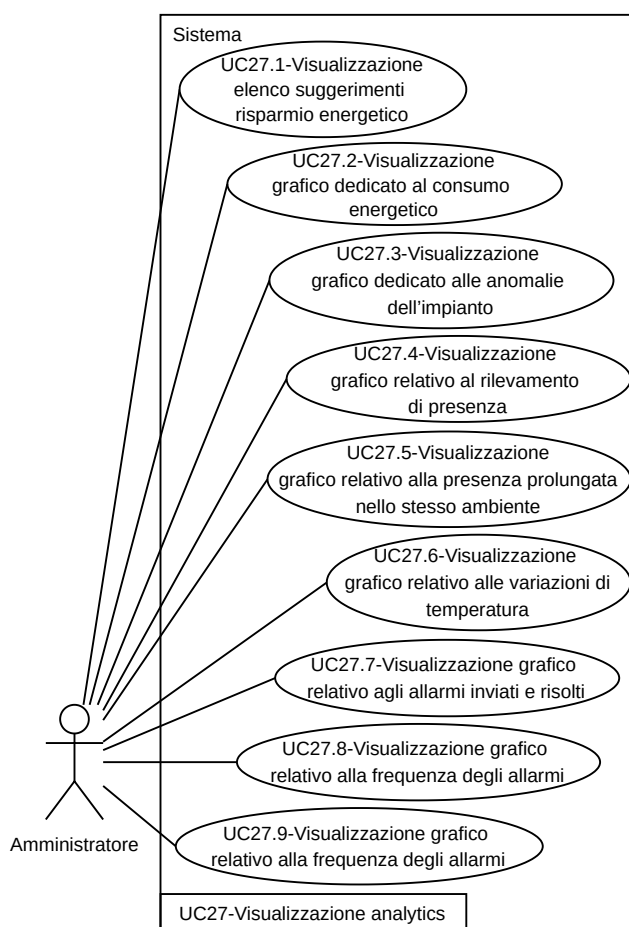 Sistema
UC27.1-Visualizzazione
elenco suggerimenti
risparmio energetico
UC27.2-Visualizzazione
grafico dedicato al consumo
energetico
UC27.3-Visualizzazione
grafico dedicato alle anomalie
dell'impianto
UC27.4-Visualizzazione
grafico relativo al rilevamento
di presenza
UC27.5-Visualizzazione
grafico relativo alla presenza prolungata
nello stesso ambiente
UC27.6-Visualizzazione
grafico relativo alle variazioni di
temperatura
UC27.7-Visualizzazione grafico
relativo agli allarmi inviati e risolti
UC27.8-Visualizzazione grafico
relativo alla frequenza degli allarmi
Amministratore
UC27.9-Visualizzazione grafico
relativo alla frequenza degli allarmi
UC27-Visualizzazione analytics